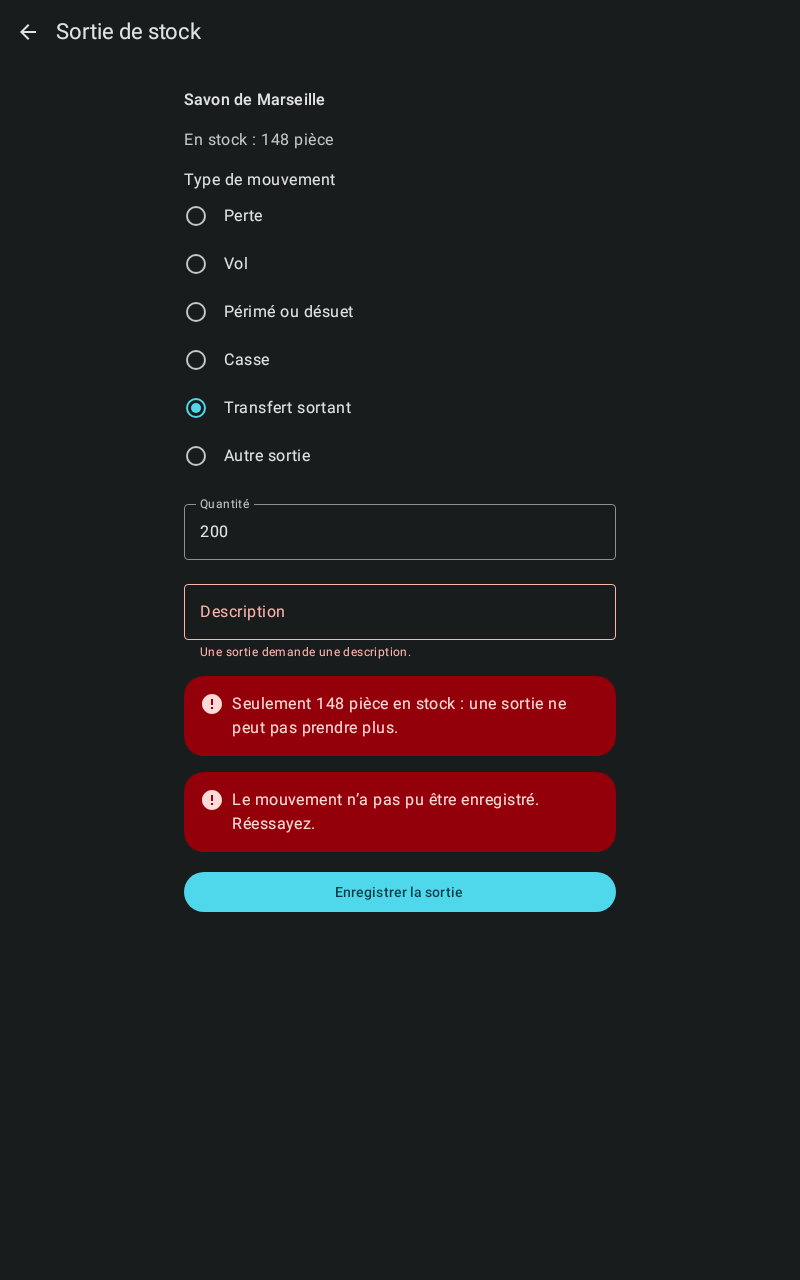 Sortie de stock
Savon de Marseille
En stock : 148 pièce
Type de mouvement
Perte
Vol
Périmé ou désuet
Casse
Transfert sortant
Autre sortie
Quantité
200
Description
Une sortie demande une description.
Seulement 148 pièce en stock : une sortie ne
peut pas prendre plus.
Le mouvement n’a pas pu être enregistré.
Réessayez.
Enregistrer la sortie